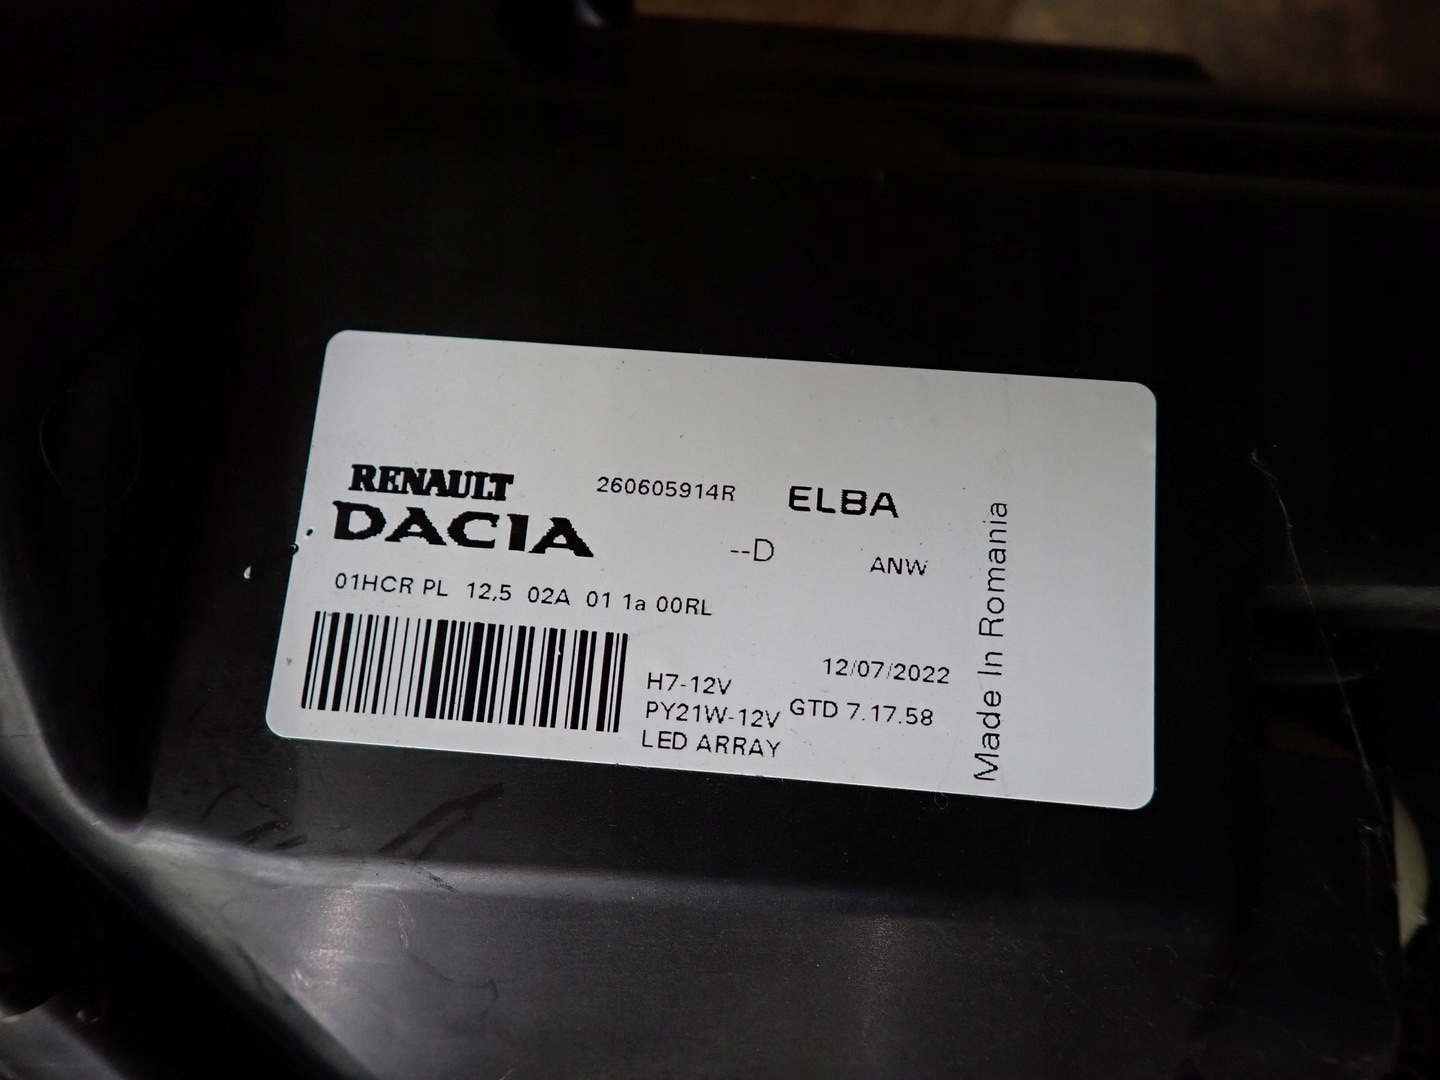 RENAULT 260605914R ELBA
DACIA --D ANW
01HCR PL 12,5 02A 01 1a 00RL
H7-12V 12/07/2022
PY21W-12V GTD 7.17.58
LED ARRAY
Made In Romania